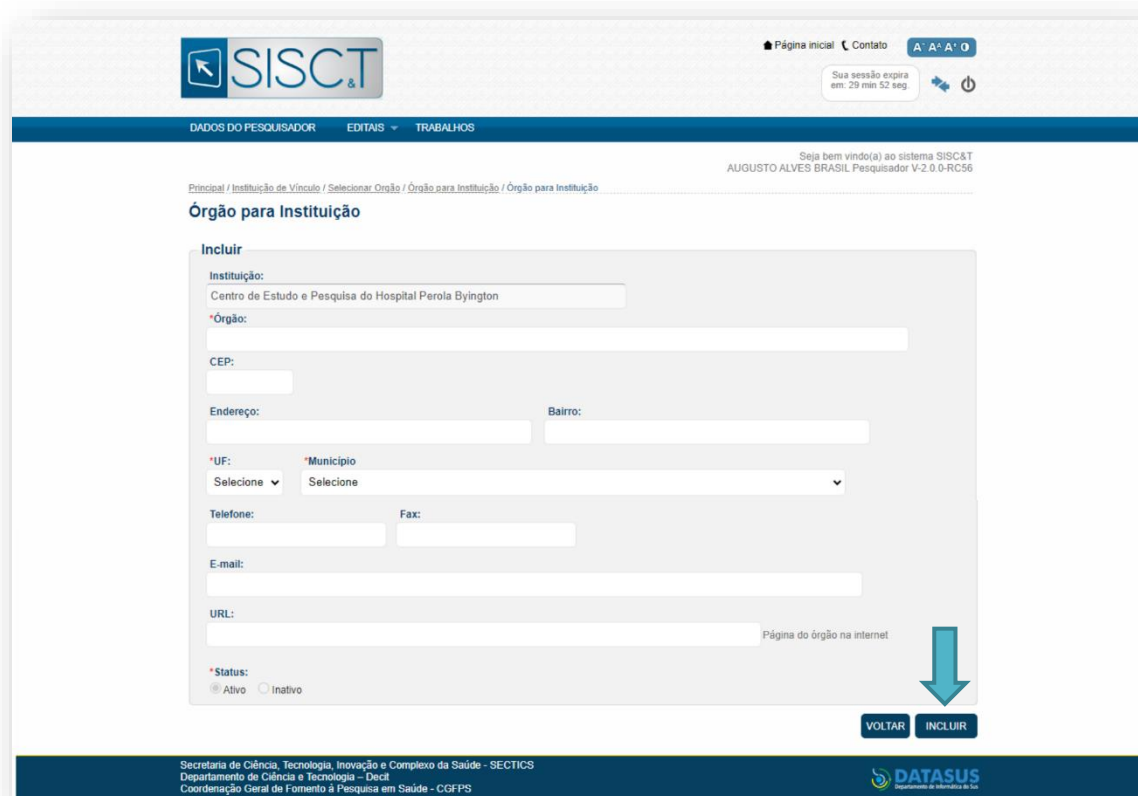 SISC&T
Página inicial Contato A- A A+
Sua sessão expira
em: 29 min 52 seg.
DADOS DO PESQUISADOR EDITAIS TRABALHOS
Seja bem vindo(a) ao sistema SISC&T
AUGUSTO ALVES BRASIL Pesquisador V-2.0.0-RC56
Principal / Instituição de Vínculo / Selecionar Orgão / Órgão para Instituição / Órgão para Instituição
Órgão para Instituição
Incluir
Instituição:
Centro de Estudo e Pesquisa do Hospital Perola Byington
*Órgão:
CEP:
Endereço: Bairro:
*UF: *Município
Selecione Selecione
Telefone: Fax:
E-mail:
URL:
Página do órgão na internet
*Status:
Ativo Inativo
VOLTAR INCLUIR
Secretaria de Ciência, Tecnologia, Inovação e Complexo da Saúde - SECTICS
Departamento de Ciência e Tecnologia – Decit
Coordenação Geral de Fomento á Pesquisa em Saúde - CGFPS
DATASUS
Departamento de Informática do Sus